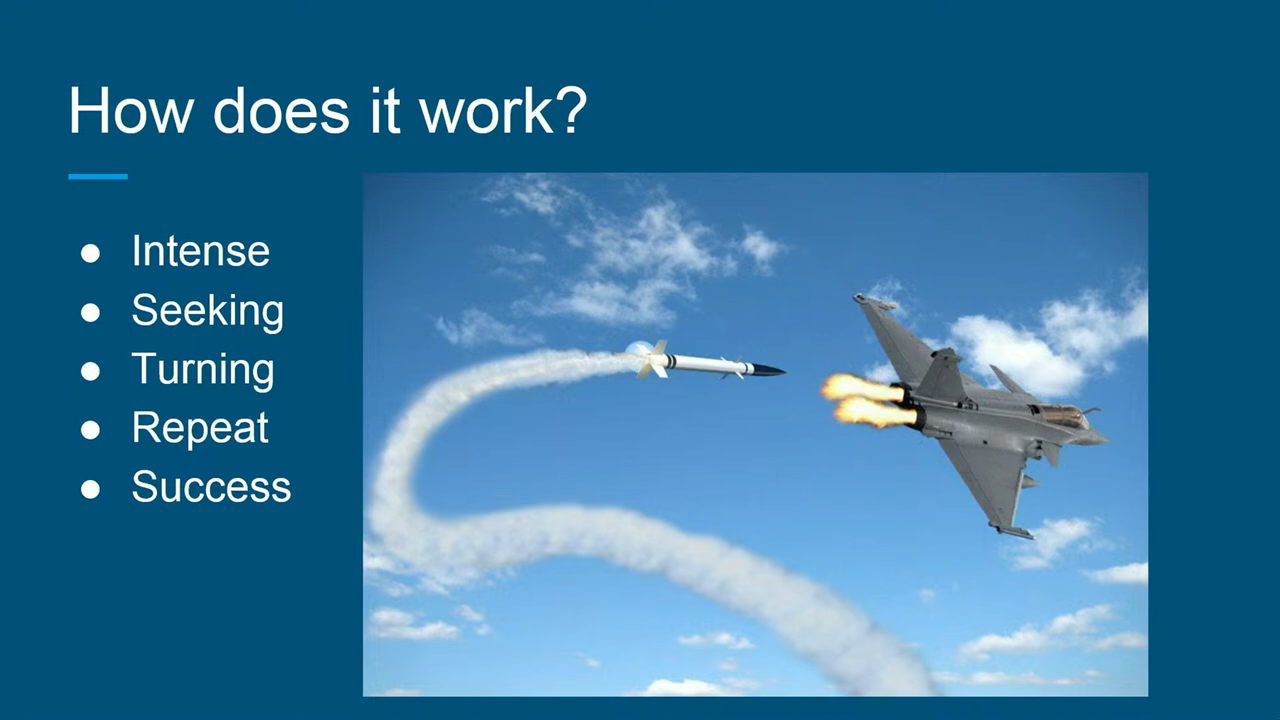 How does it work?
● Intense
● Seeking
● Turning
● Repeat
● Success